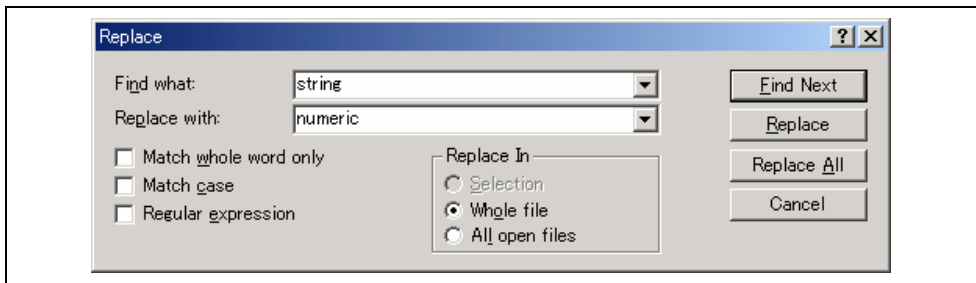 Replace
Find what: string
Replace with: numeric
Match whole word only
Match case
Regular expression
Replace In
Selection
Whole file
All open files
Find Next
Replace
Replace All
Cancel